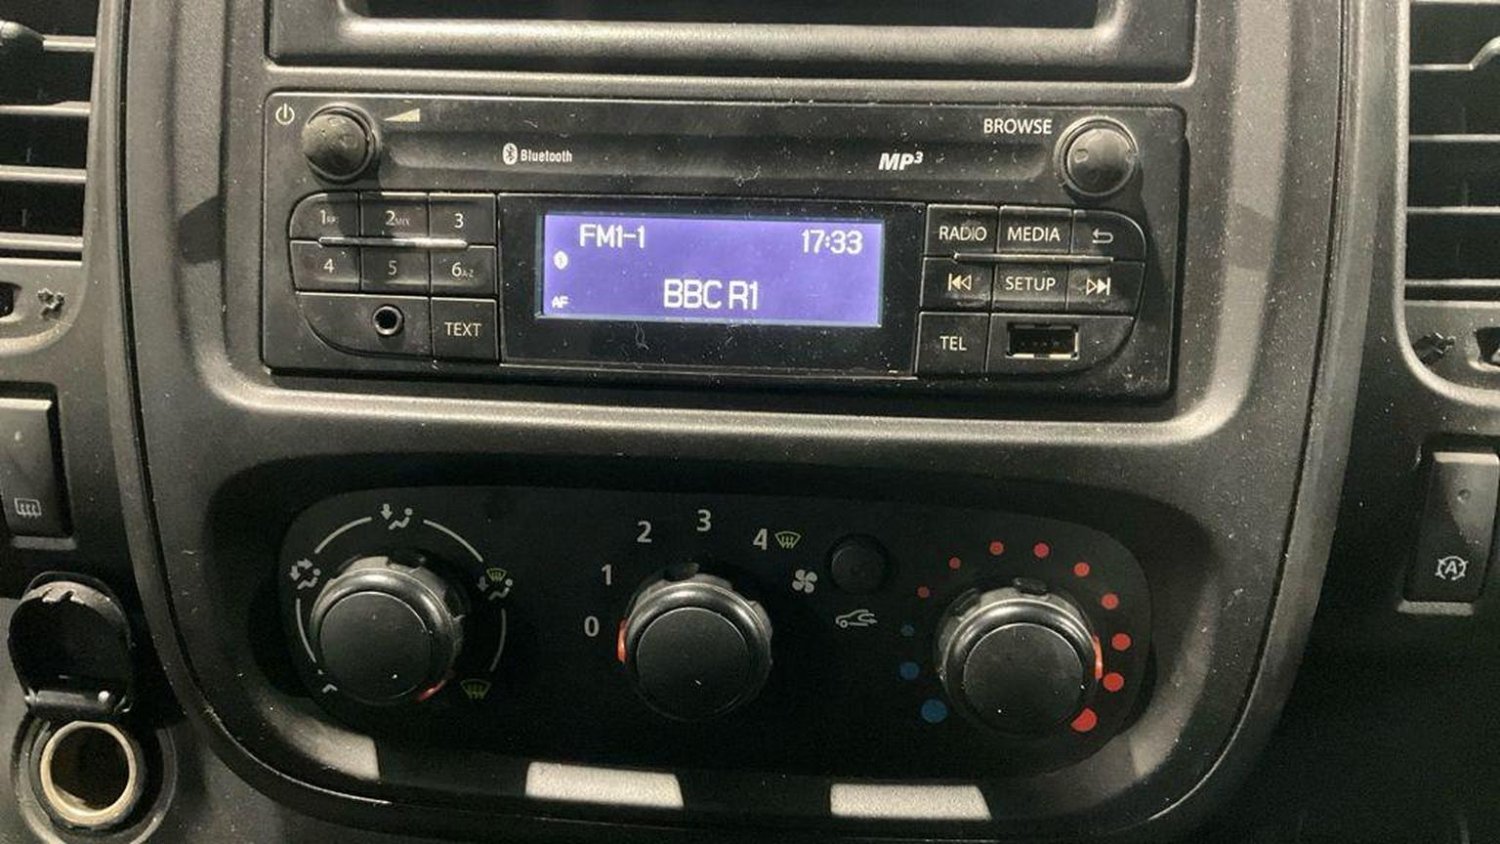 BROWSE
Bluetooth
MP3
1
2MIX
3
FM1-1
17:33
RADIO
MEDIA
4
5
6A-Z
BBC R1
SETUP
AF
TEXT
TEL
0
1
2
3
4
A